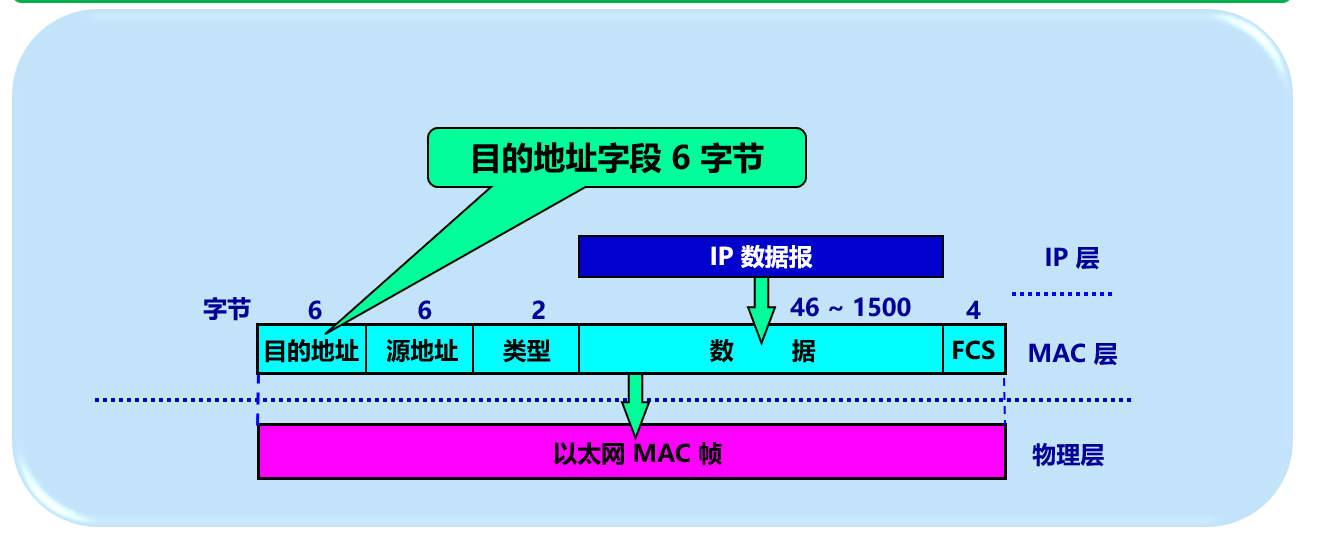 目的地址字段 6 字节
IP 数据报
IP 层
字节 6 6 2 46 ~ 1500 4
目的地址 源地址 类型 数 据 FCS MAC 层
以太网 MAC 帧
物理层